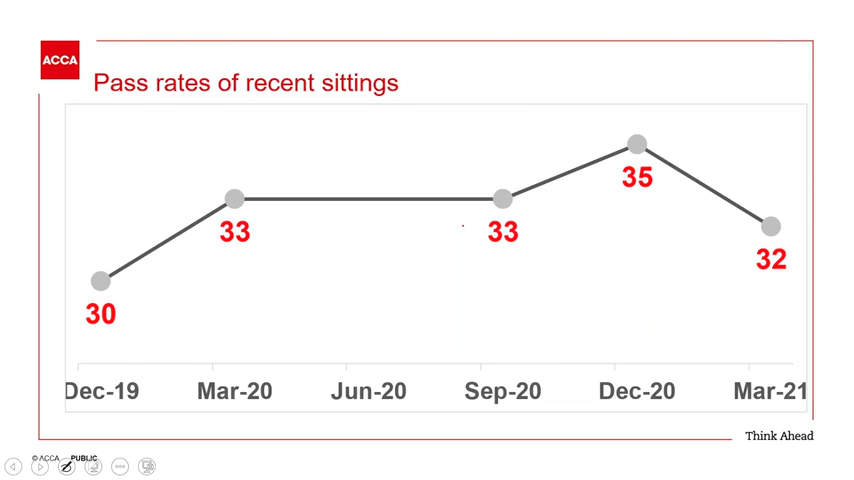 ACCA
Pass rates of recent sittings
35
33
33
32
30
Dec-19 Mar-20 Jun-20 Sep-20 Dec-20 Mar-21
Think Ahead
© ACCA PUBLIC